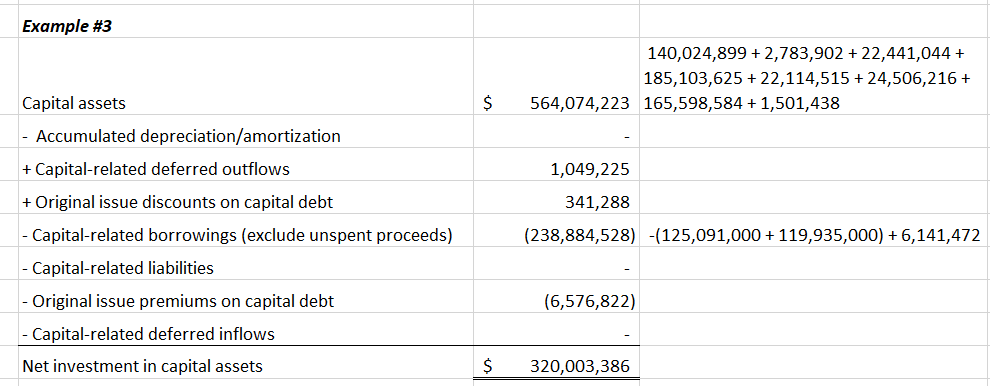 Example #3
140,024,899 + 2,783,902 + 22,441,044 +
185,103,625 + 22,114,515 + 24,506,216 +
Capital assets $ 564,074,223 165,598,584 + 1,501,438
- Accumulated depreciation/amortization -
+ Capital-related deferred outflows 1,049,225
+ Original issue discounts on capital debt 341,288
- Capital-related borrowings (exclude unspent proceeds) (238,884,528) -(125,091,000 + 119,935,000) + 6,141,472
- Capital-related liabilities -
- Original issue premiums on capital debt (6,576,822)
- Capital-related deferred inflows -
Net investment in capital assets $ 320,003,386